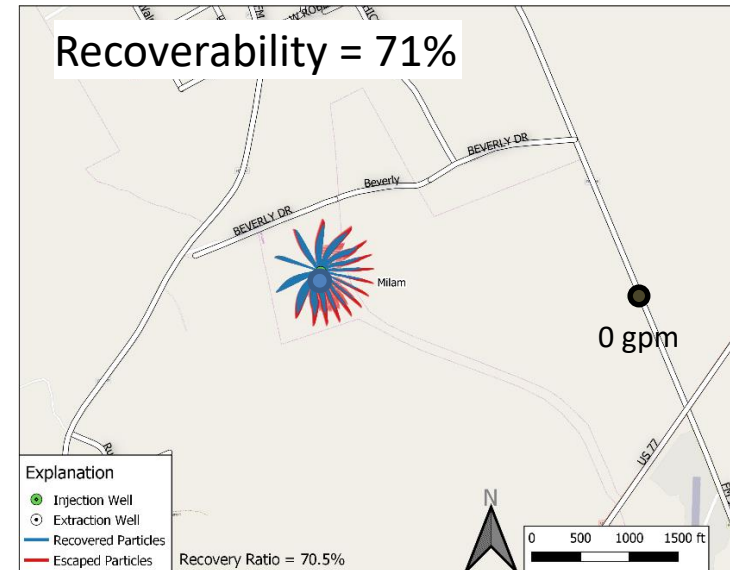 Recoverability = 71%
BEVERLY DR
Beverly
BEVERLY DR
Milam
0 gpm
US 77
Explanation
Injection Well
Extraction Well
Recovered Particles
Escaped Particles
Recovery Ratio = 70.5%
N
0 500 1000 1500 ft